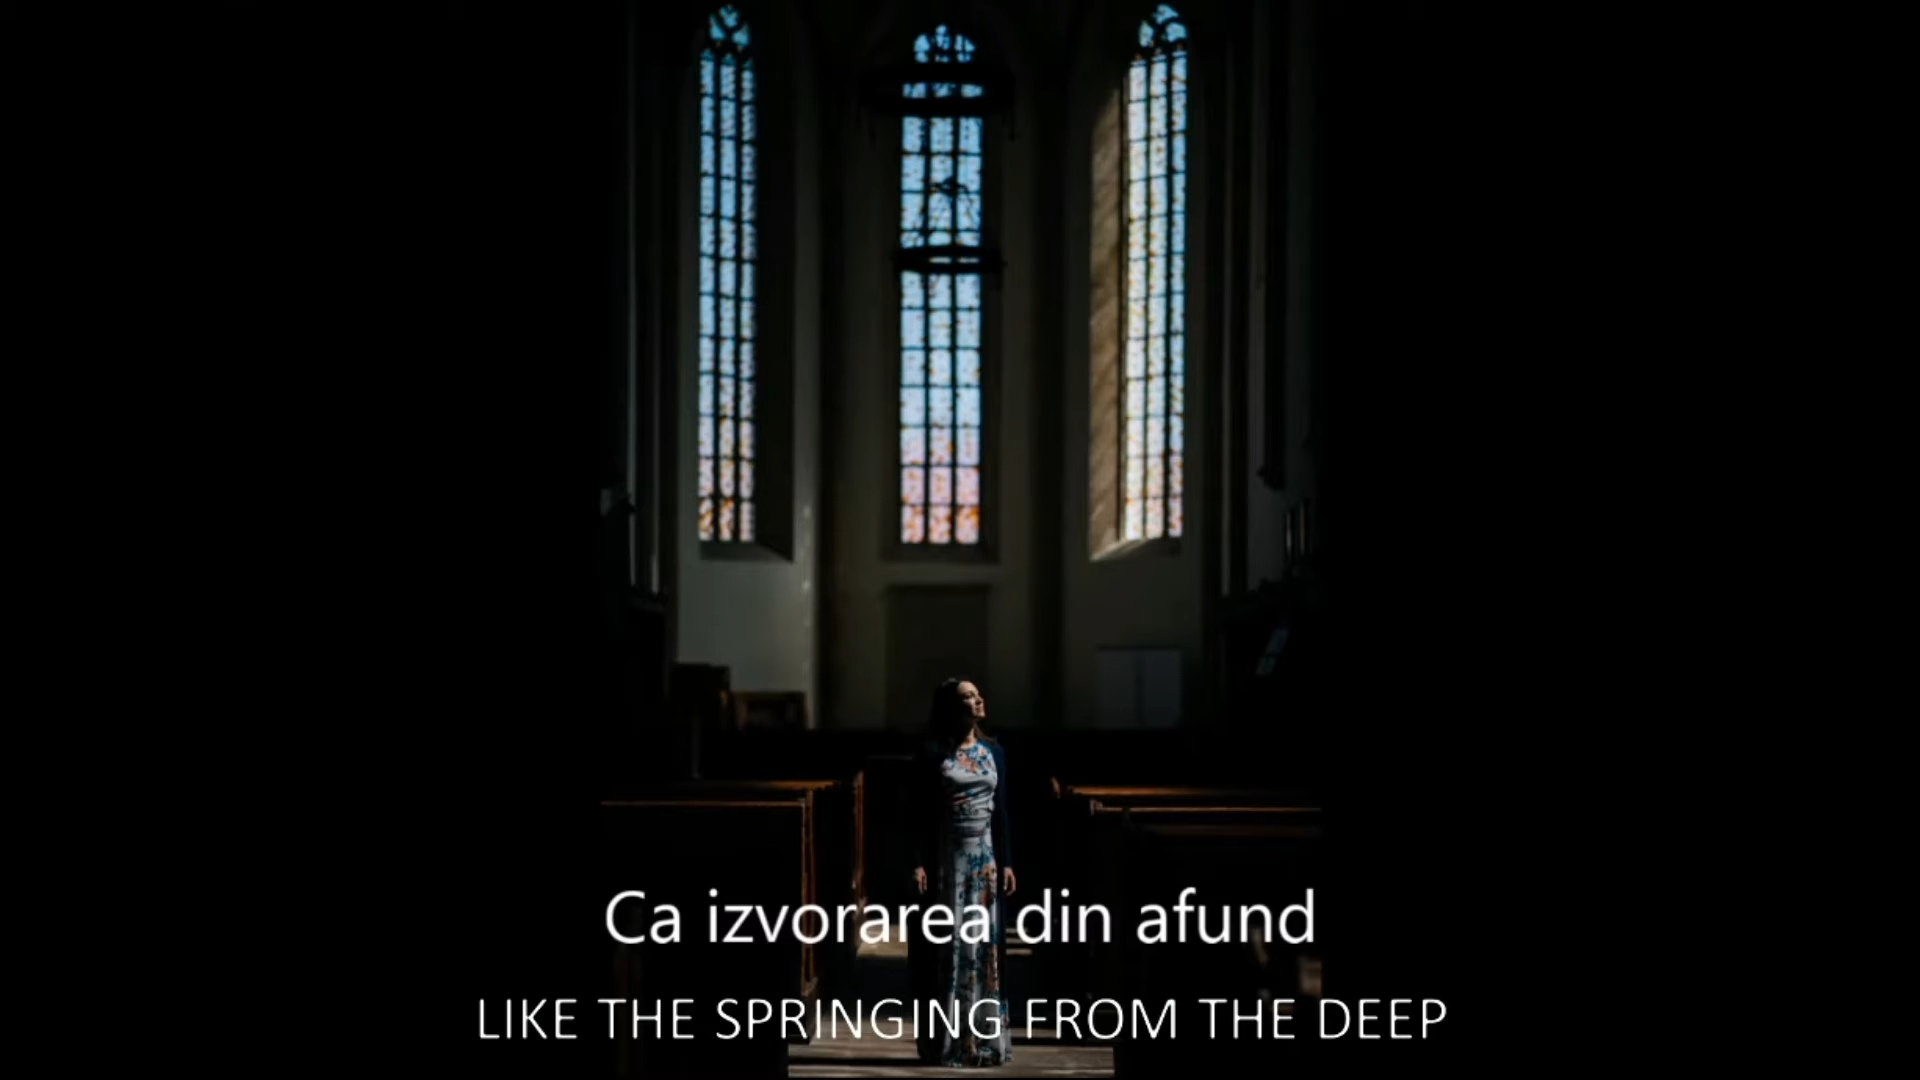 Ca izvorarea din afund
LIKE THE SPRINGING FROM THE DEEP